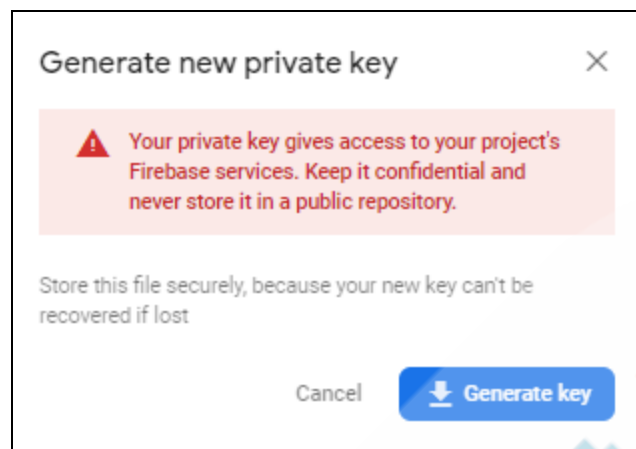 Generate new private key
Your private key gives access to your project's
Firebase services. Keep it confidential and
never store it in a public repository.
Store this file securely, because your new key can't be
recovered if lost
Cancel
Generate key